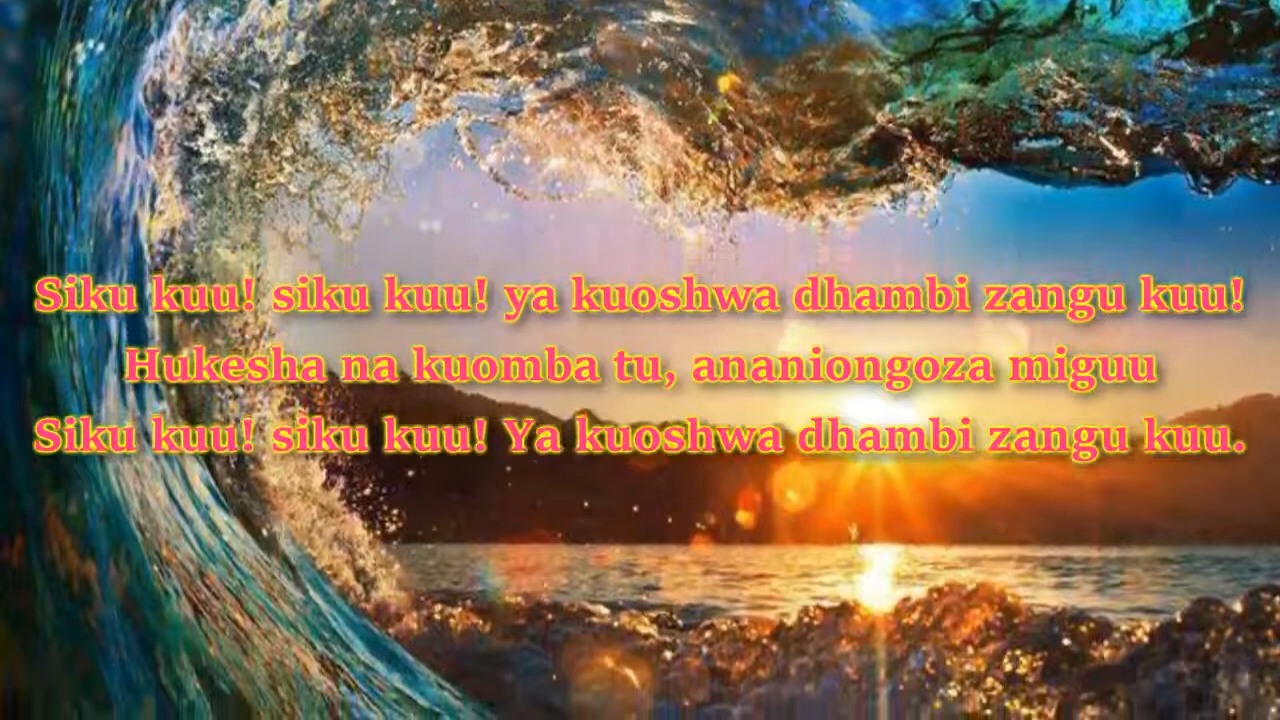 Siku kuu! siku kuu! ya kuoshwa dhambi zangu kuu!
Hukesha na kuomba tu, ananiongoza miguu
Siku kuu! siku kuu! Ya kuoshwa dhambi zangu kuu.